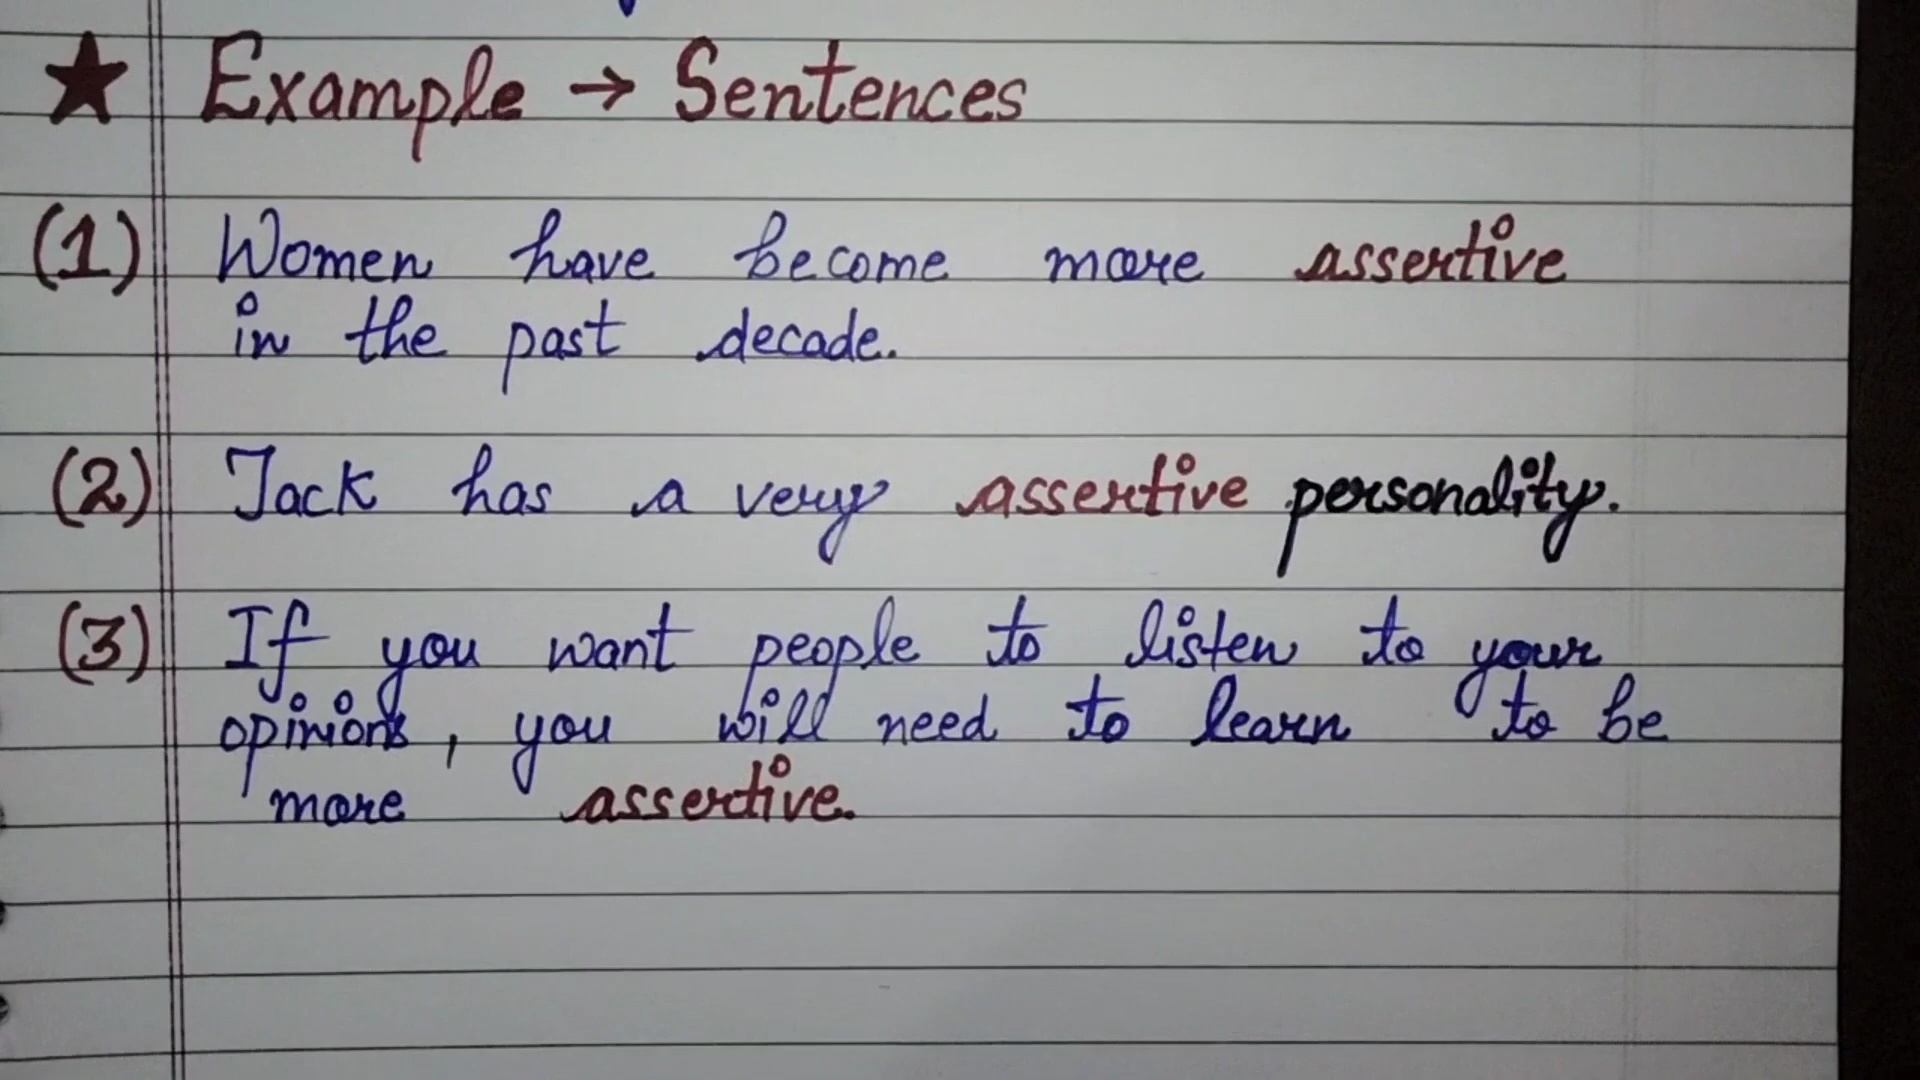 ★ Example → Sentences
(1) Women have become more assertive
in the past decade.
(2) Jack has a very assertive personality.
(3) If you want people to listen to your
opinions, you will need to learn to be
more assertive.